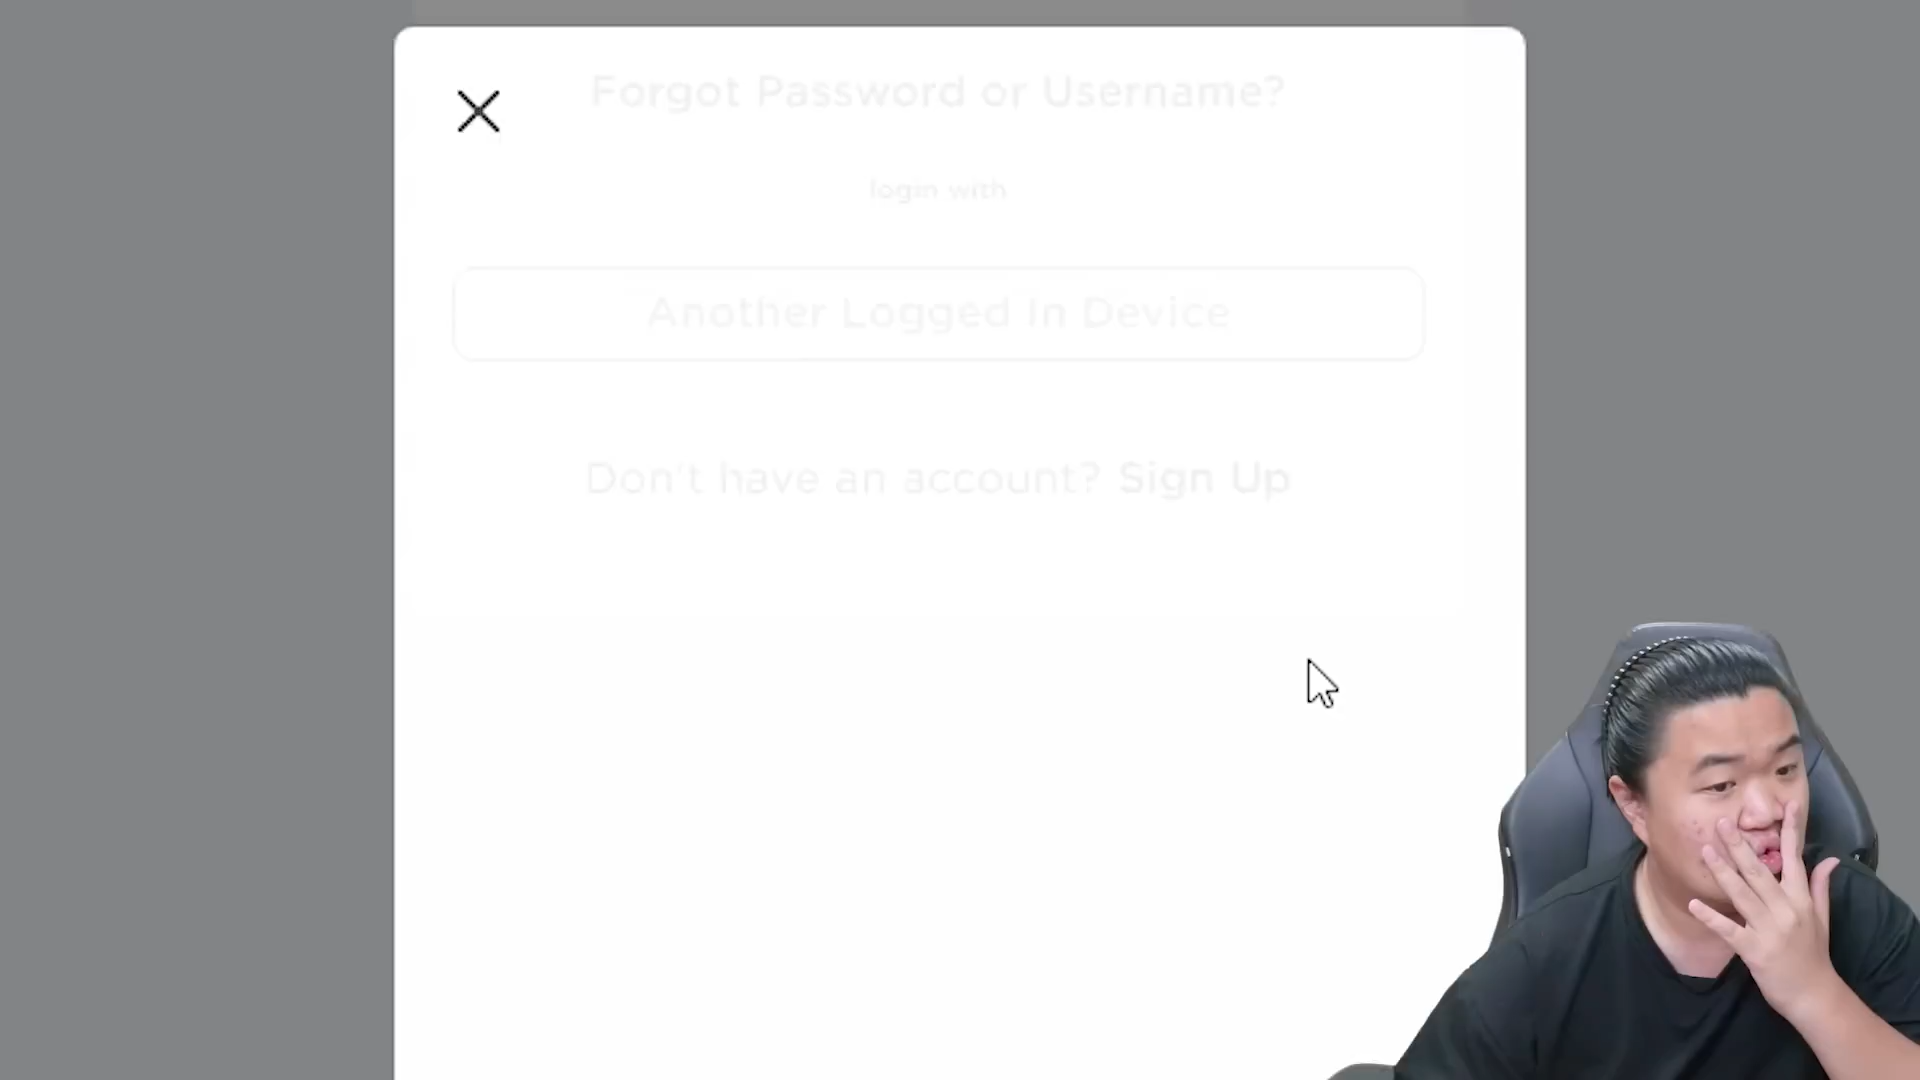 Forgot Password or Username?
login with
Another Logged In Device
Don't have an account? Sign Up